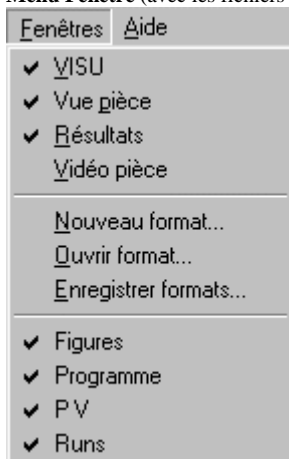 Menu Fenêtre (avec les fichiers
Fenêtres Aide
VISU
Vue pièce
Résultats
Vidéo pièce
Nouveau format...
Ouvrir format...
Enregistrer formats...
Figures
Programme
P V
Runs